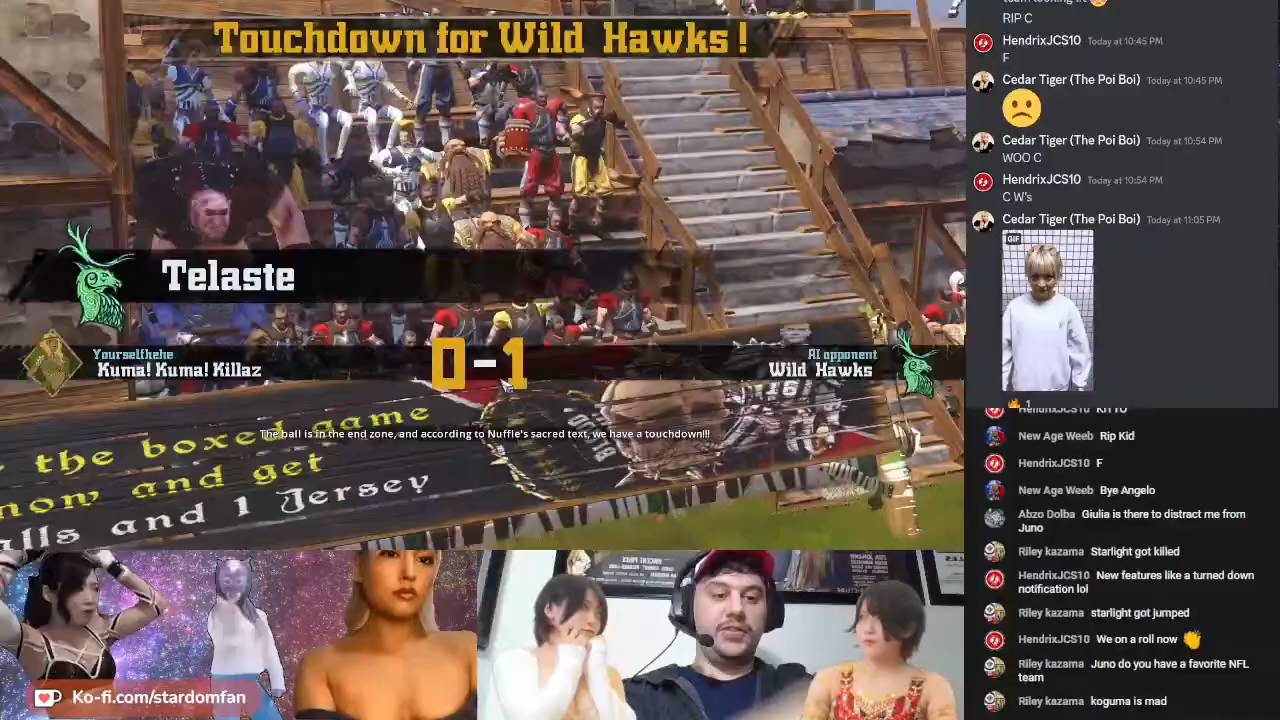 Touchdown for Wild Hawks !
Telaste
Yourselfhehe
Kuma! Kuma! Killaz
0-1
AI opponent
Wild Hawks
the boxed game
The ball is in the end zone, and according to Nuffle's sacred text, we have a touchdown!!!
now and get
alls and 1 Jersey
16
Ko-fi.com/stardomfan
RIP C
HendrixJCS10 Today at 10:45 PM
F
Cedar Tiger (The Poi Boi) Today at 10:45 PM
Cedar Tiger (The Poi Boi) Today at 10:54 PM
WOO C
HendrixJCS10 Today at 10:54 PM
C W's
Cedar Tiger (The Poi Boi) Today at 11:05 PM
GIF
🔥 1
New Age Weeb Rip Kid
HendrixJCS10 F
New Age Weeb Bye Angelo
Abzo Dolba Giulia is there to distract me from
Juno
Riley kazama Starlight got killed
HendrixJCS10 New features like a turned down
notification lol
Riley kazama starlight got jumped
HendrixJCS10 We on a roll now 👏
Riley kazama Juno do you have a favorite NFL
team
Riley kazama koguma is mad